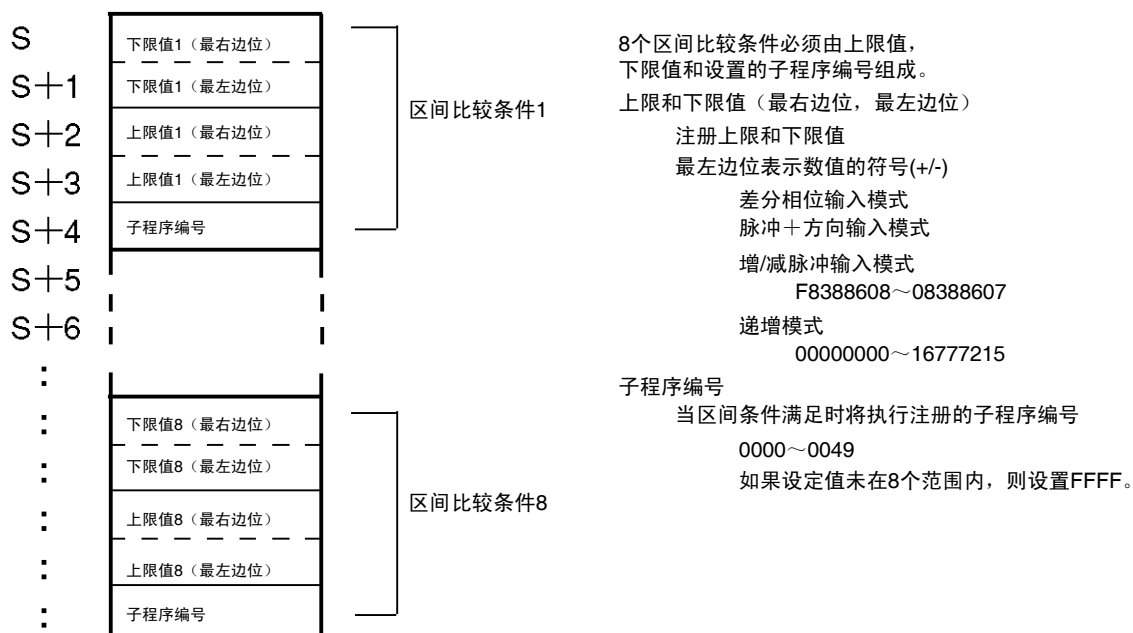 S
下限值1（最右边位）
S+1
下限值1（最左边位）
S+2
上限值1（最右边位）
S+3
上限值1（最左边位）
S+4
子程序编号
S+5
S+6
区间比较条件1
:
:
下限值8（最右边位）
:
下限值8（最左边位）
:
上限值8（最右边位）
:
上限值8（最左边位）
:
子程序编号
区间比较条件8
8个区间比较条件必须由上限值，
下限值和设置的子程序编号组成。
上限和下限值（最右边位，最左边位）
注册上限和下限值
最左边位表示数值的符号(+/-)
差分相位输入模式
脉冲＋方向输入模式
增/减脉冲输入模式
F8388608～08388607
递增模式
00000000～16777215
子程序编号
当区间条件满足时将执行注册的子程序编号
0000～0049
如果设定值未在8个范围内，则设置FFFF。